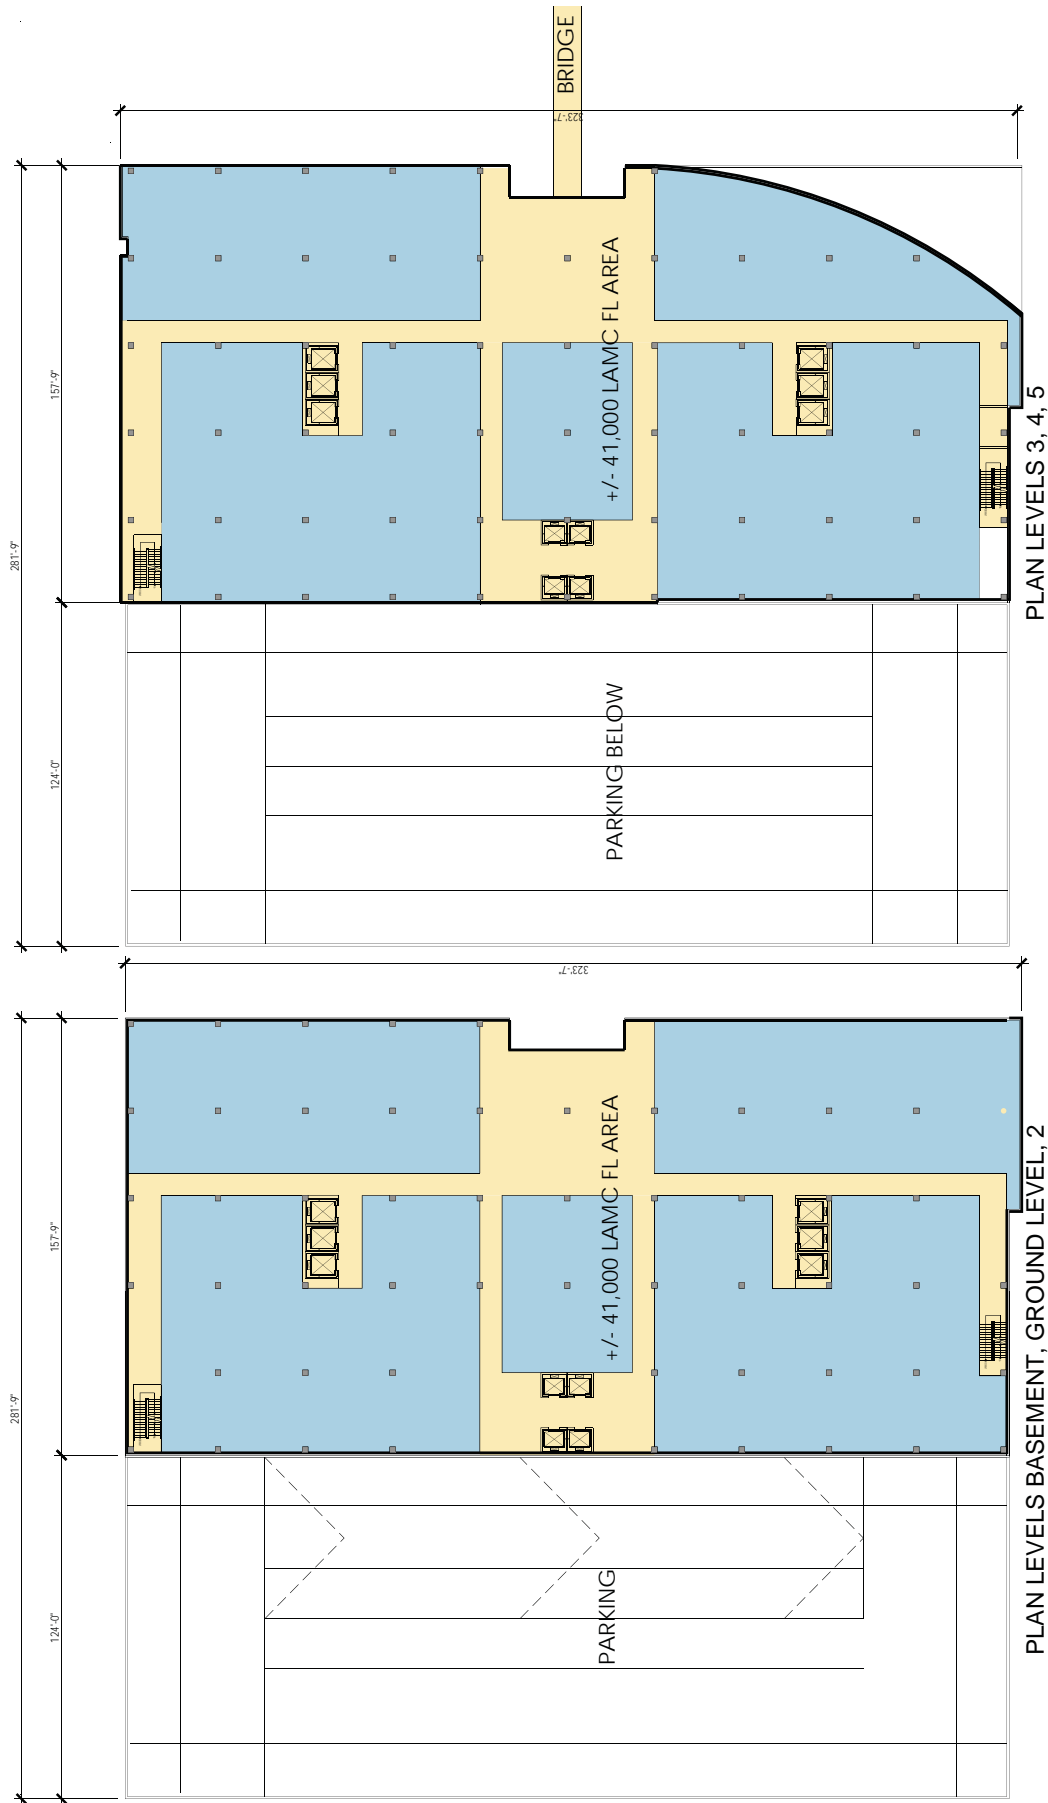 BRIDGE
323'-7"
+/- 41,000 LAMC FL AREA
157'-9"
281'-9"
PLAN LEVELS 3, 4, 5
PARKING BELOW
124'-0"
323'-7"
+/- 41,000 LAMC FL AREA
157'-9"
281'-9"
PLAN LEVELS BASEMENT, GROUND LEVEL, 2
PARKING
124'-0"